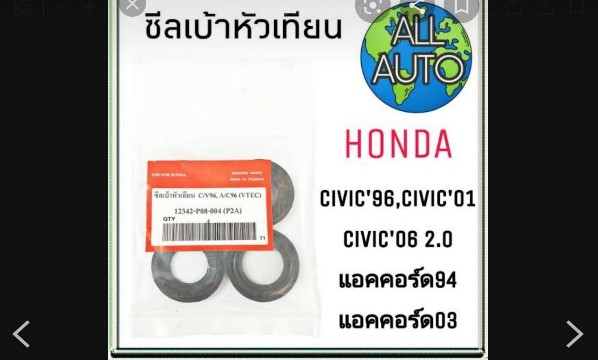 ซีลเบ้าหัวเทียน
ALL
AUTO
HONDA
CIVIC'96,CIVIC'01
CIVIC'06 2.0
แอคคอร์ด94
แอคคอร์ด03
ซีลเบ้าหัวเทียน C/V96, A/C96 (VTEC)
12342-P08-004 (P2A)
QTY
4
71